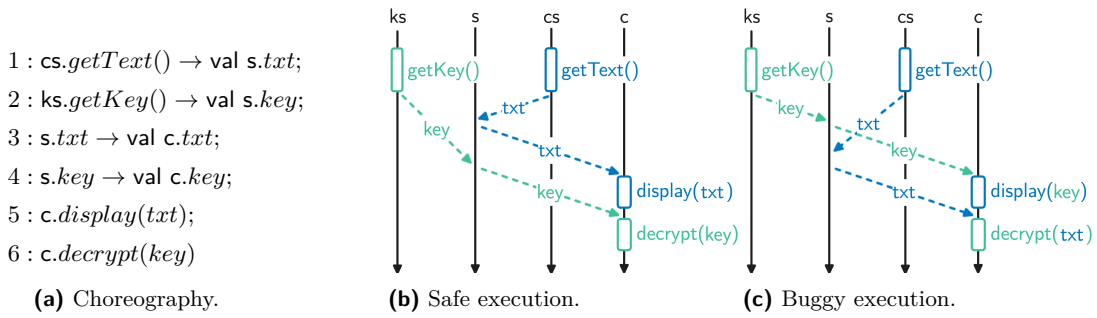 1 : cs.getText() → val s.txt;
2 : ks.getKey() → val s.key;
3 : s.txt → val c.txt;
4 : s.key → val c.key;
5 : c.display(txt);
6 : c.decrypt(key)
(a) Choreography.
ks s cs c
getKey() getText()
txt
key
txt
key
display(txt)
decrypt(key)
(b) Safe execution.
ks s cs c
getKey() getText()
key
txt
key
txt
display(key)
decrypt(txt)
(c) Buggy execution.